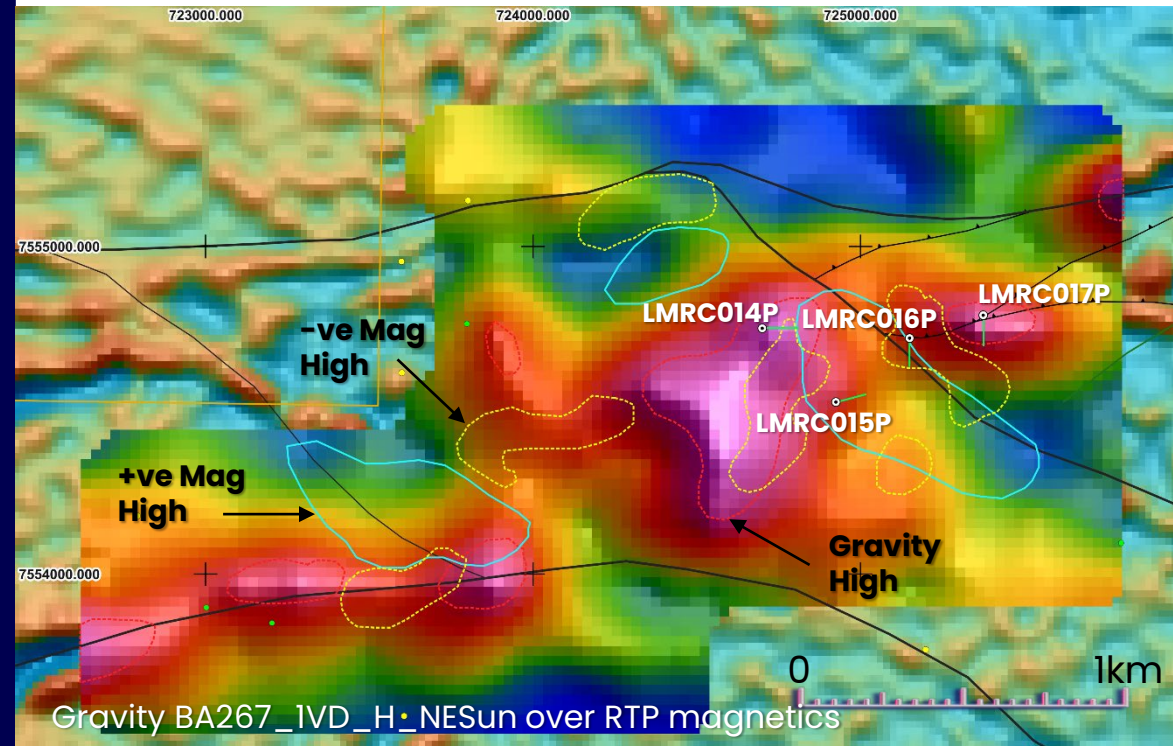 723000.000
724000.000
725000.000
7555000.000
LMRC017P
LMRC014P
LMRC016P
-ve Mag
High
LMRC015P
+ve Mag
High
Gravity
High
7554000.000
0
1km
Gravity BA267_1VD_H_NESun over RTP magnetics